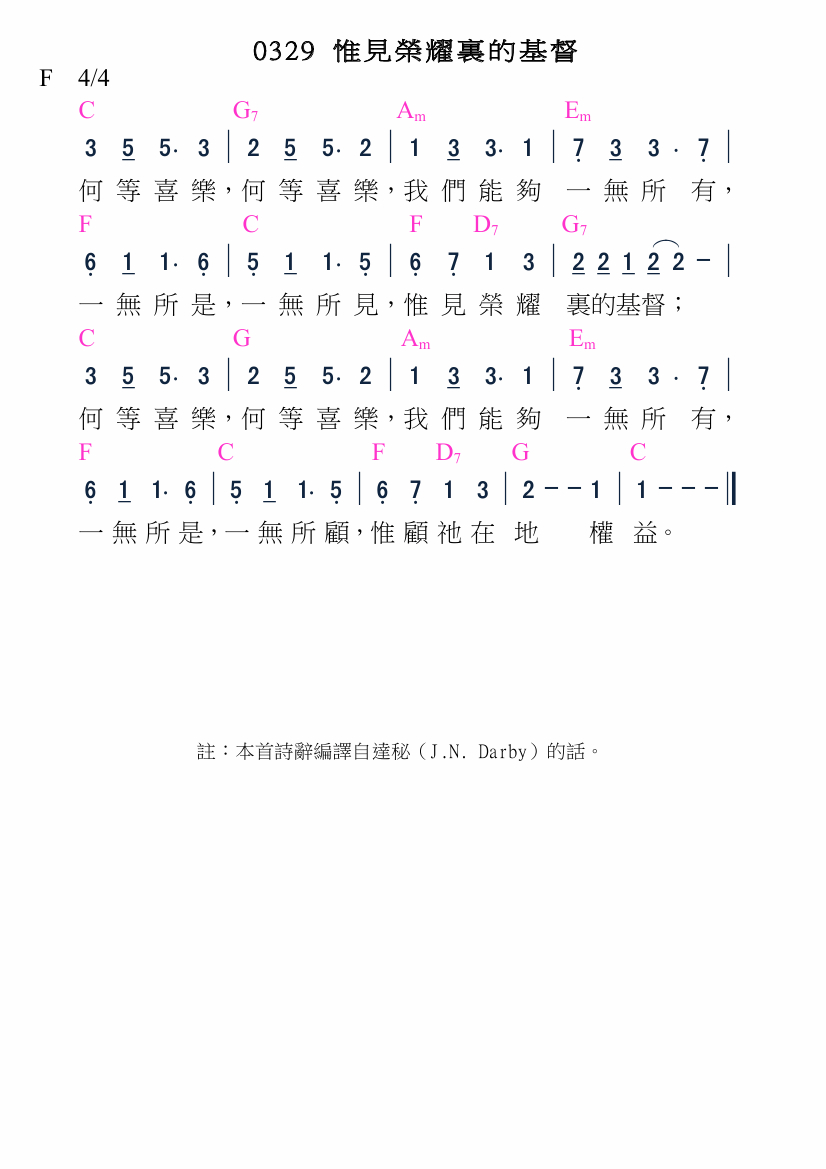 0329 惟見榮耀裏的基督
F 4/4
C G7 Am Em
3 5 5· 3 | 2 5 5· 2 | 1 3 3· 1 | 7 3 3 · 7 |
何等喜樂，何等喜樂，我們能夠 一無所 有，
F C F D7 G7
6 1 1· 6 | 5 1 1· 5 | 6 7 1 3 | 2 2 1 2 2 - |
一無所是，一無所見，惟見榮耀 裏的基督；
C G Am Em
3 5 5· 3 | 2 5 5· 2 | 1 3 3· 1 | 7 3 3 · 7 |
何等喜樂，何等喜樂，我們能夠 一無所 有，
F C F D7 G C
6 1 1· 6 | 5 1 1· 5 | 6 7 1 3 | 2 - - 1 | 1 - - - ‖
一無所是，一無所顧，惟顧祂在 地 權 益。
註：本首詩辭編譯自達秘（J.N. Darby）的話。